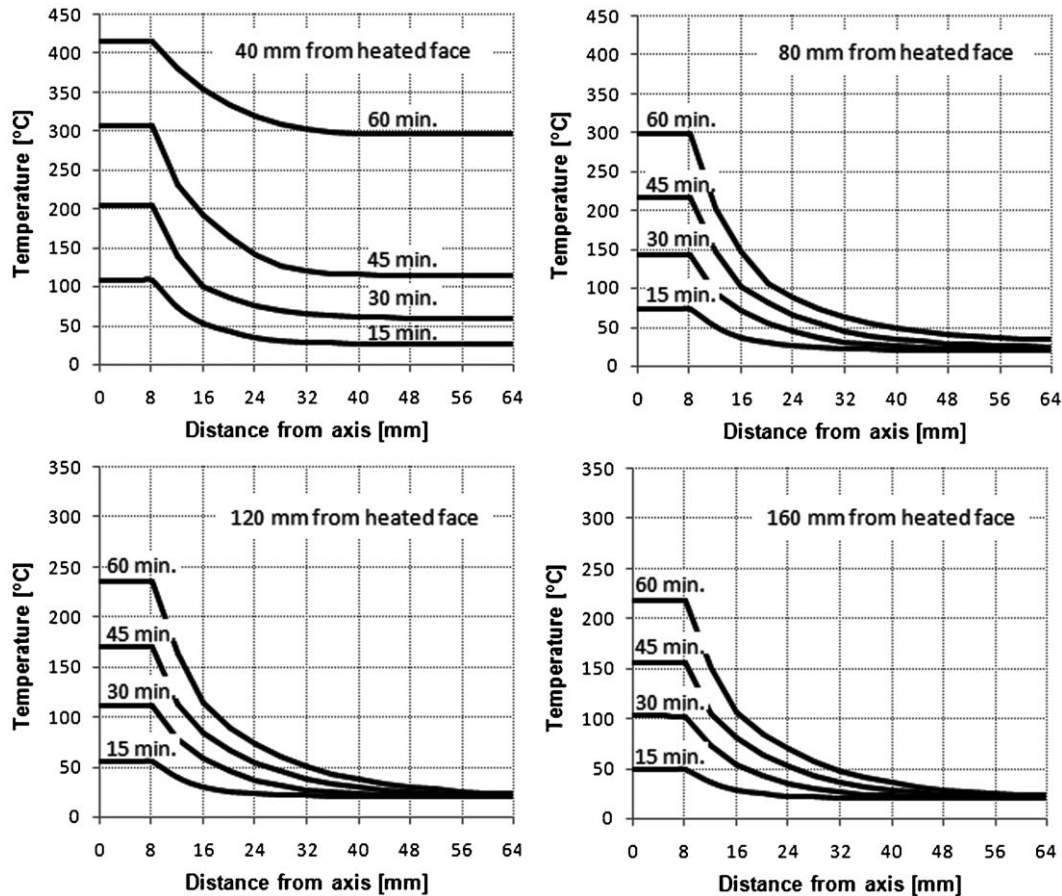 450
400
350
300
250
200
150
100
50
0
Temperature [°C]
40 mm from heated face
60 min.
45 min.
30 min.
15 min.
0 8 16 24 32 40 48 56 64
Distance from axis [mm]
450
400
350
300
250
200
150
100
50
0
Temperature [°C]
80 mm from heated face
60 min.
45 min.
30 min.
15 min.
0 8 16 24 32 40 48 56 64
Distance from axis [mm]
350
300
250
200
150
100
50
0
Temperature [°C]
120 mm from heated face
60 min.
45 min.
30 min.
15 min.
0 8 16 24 32 40 48 56 64
Distance from axis [mm]
350
300
250
200
150
100
50
0
Temperature [°C]
160 mm from heated face
60 min.
45 min.
30 min.
15 min.
0 8 16 24 32 40 48 56 64
Distance from axis [mm]